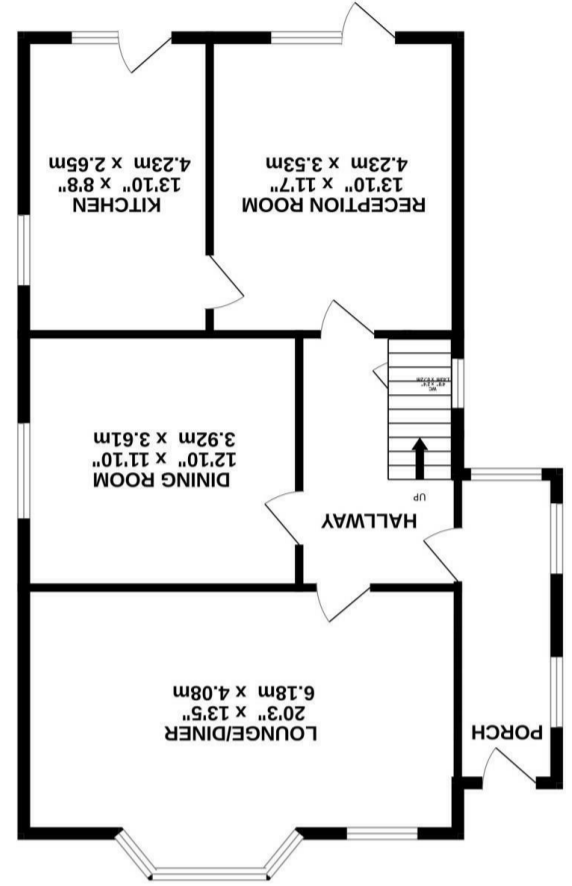 PORCH
LOUNGE/DINER
20'3" x 13'5"
6.18m x 4.08m
HALLWAY
UP
DINING ROOM
12'10" x 11'10"
3.92m x 3.61m
WC
RECEPTION ROOM
13'10" x 11'7"
4.23m x 3.53m
KITCHEN
13'10" x 8'8"
4.23m x 2.65m